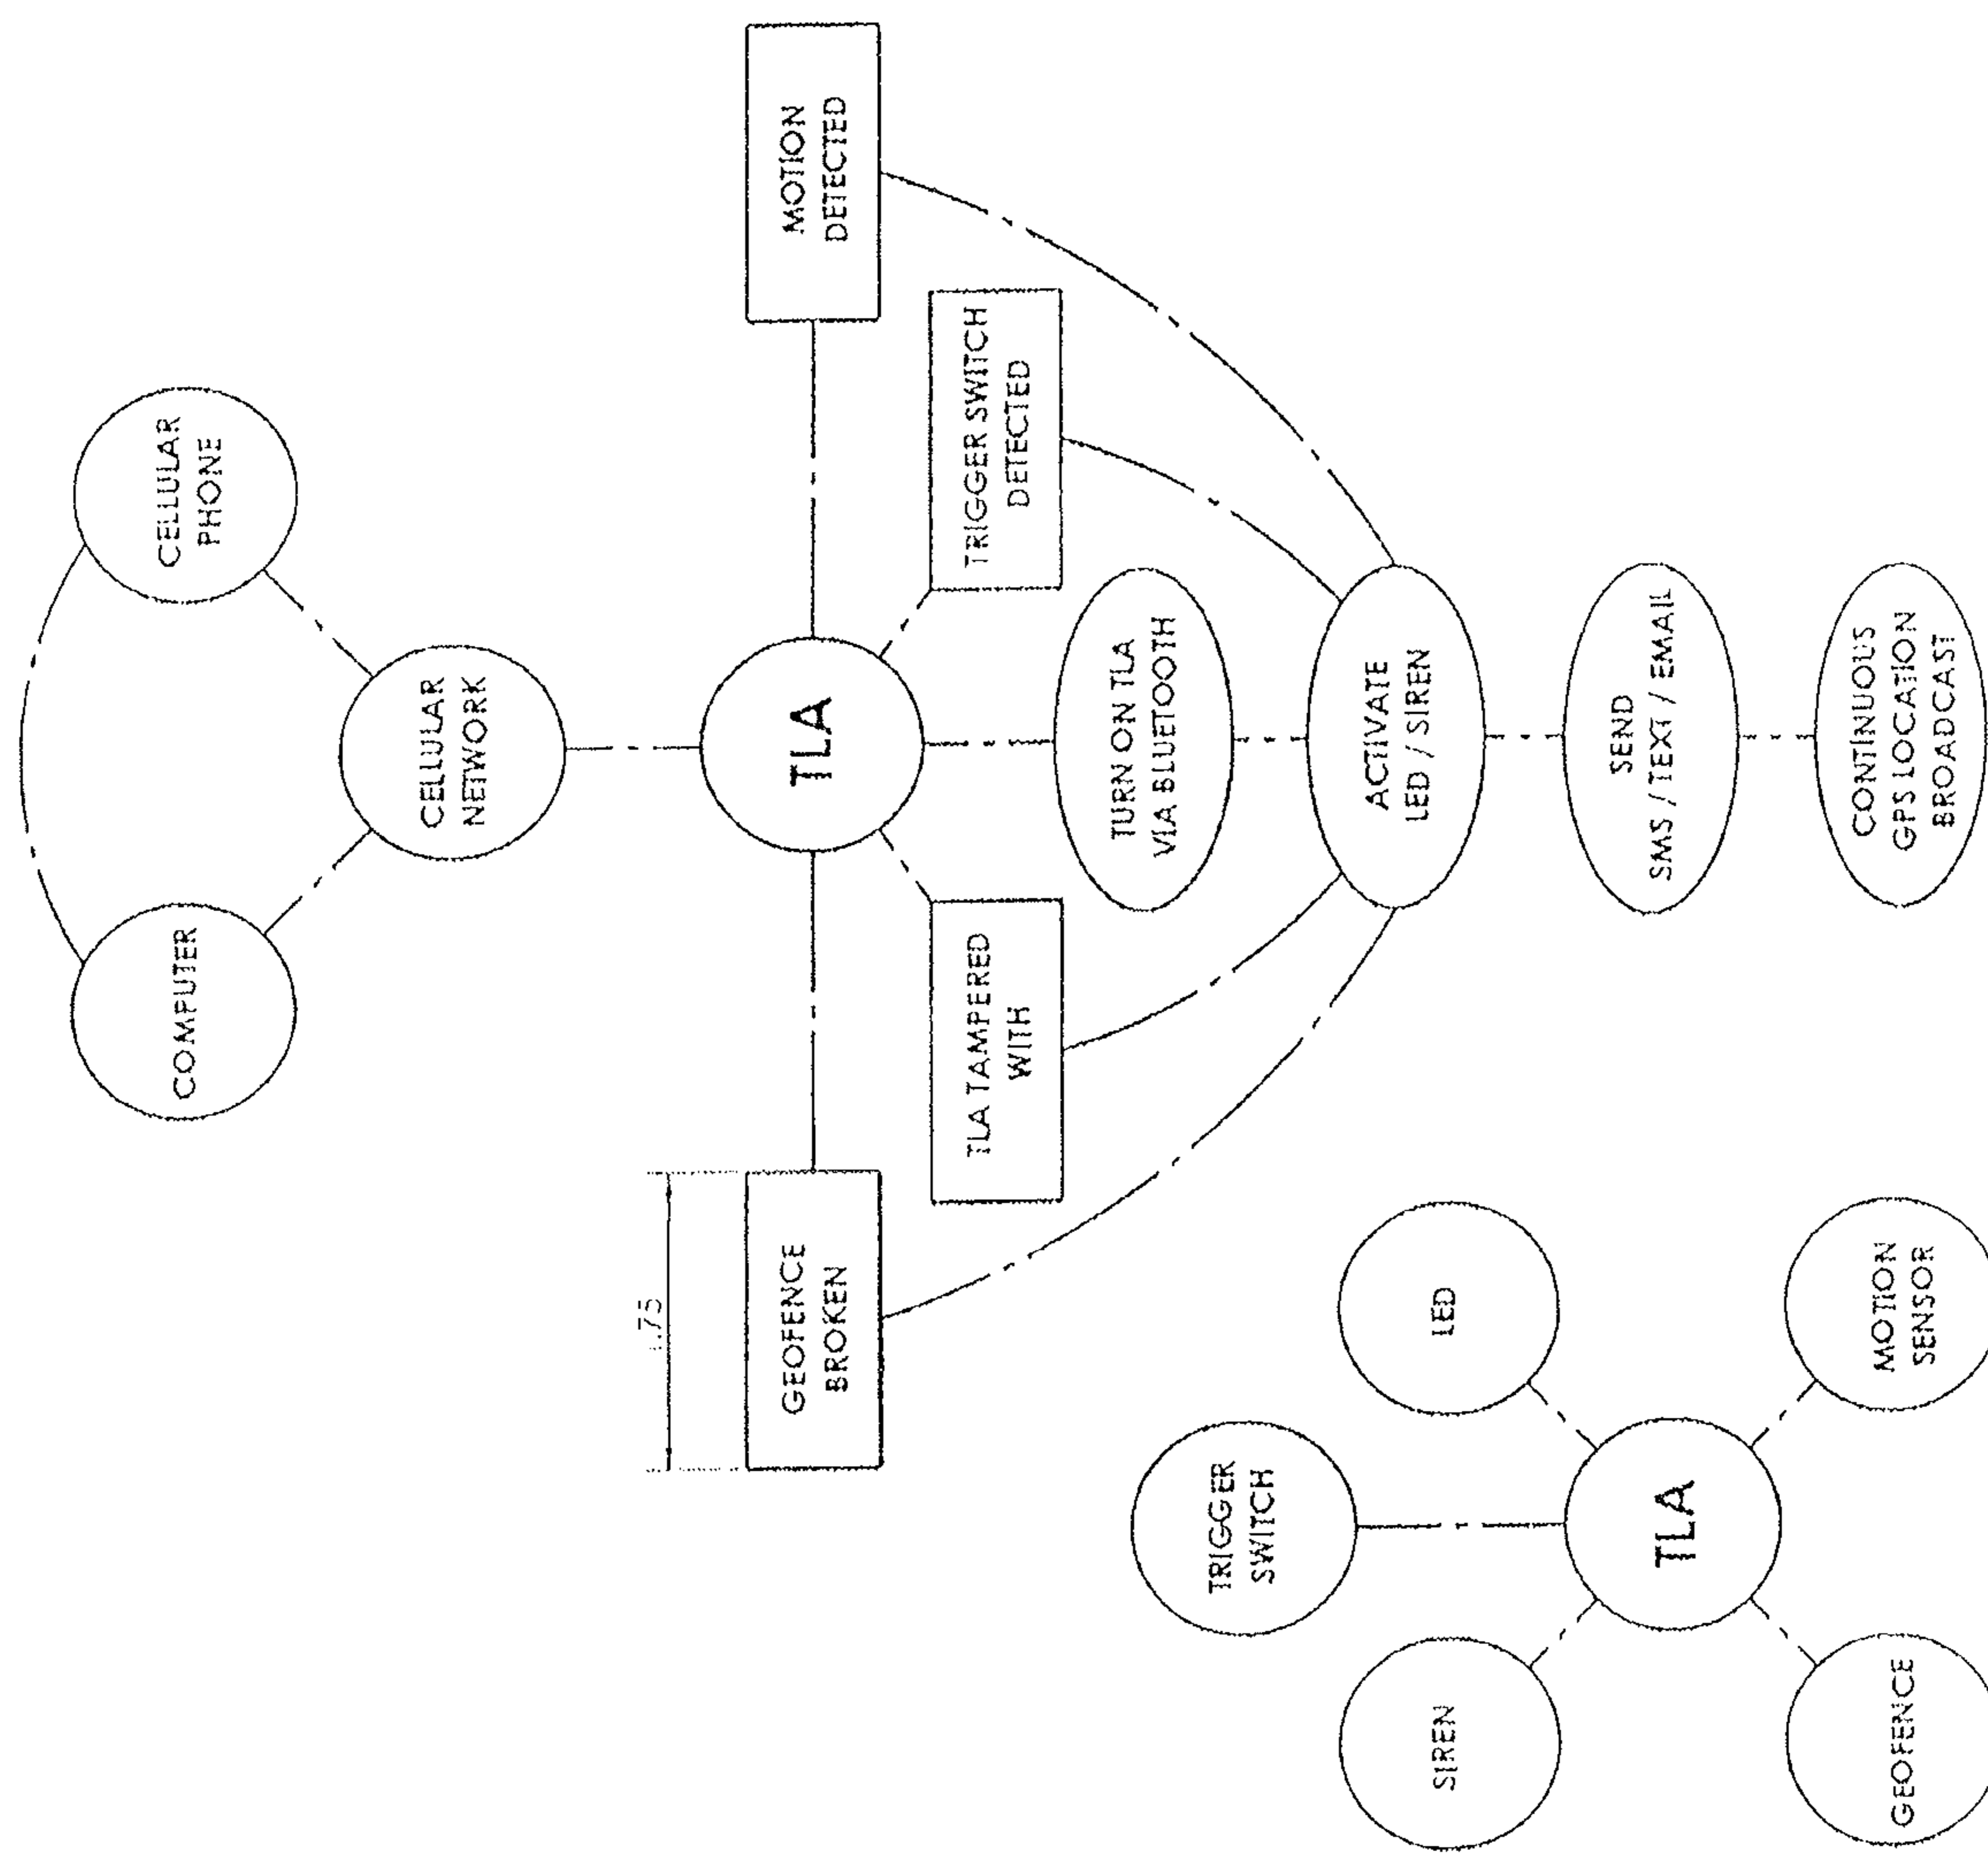 COMPUTER
CELLULAR
PHONE
CELLULAR
NETWORK
TLA
GEOFENCE
BROKEN
MOTION
DETECTED
TLA TAMPERED
WITH
TRIGGER SWITCH
DETECTED
TURN ON TLA
VIA BLUETOOTH
ACTIVATE
LED / SIREN
SEND
SMS / TEXT / EMAIL
CONTINUOUS
GPS LOCATION
BROADCAST
TRIGGER
SWITCH
SIREN
LED
TLA
GEOFENCE
MOTION
SENSOR